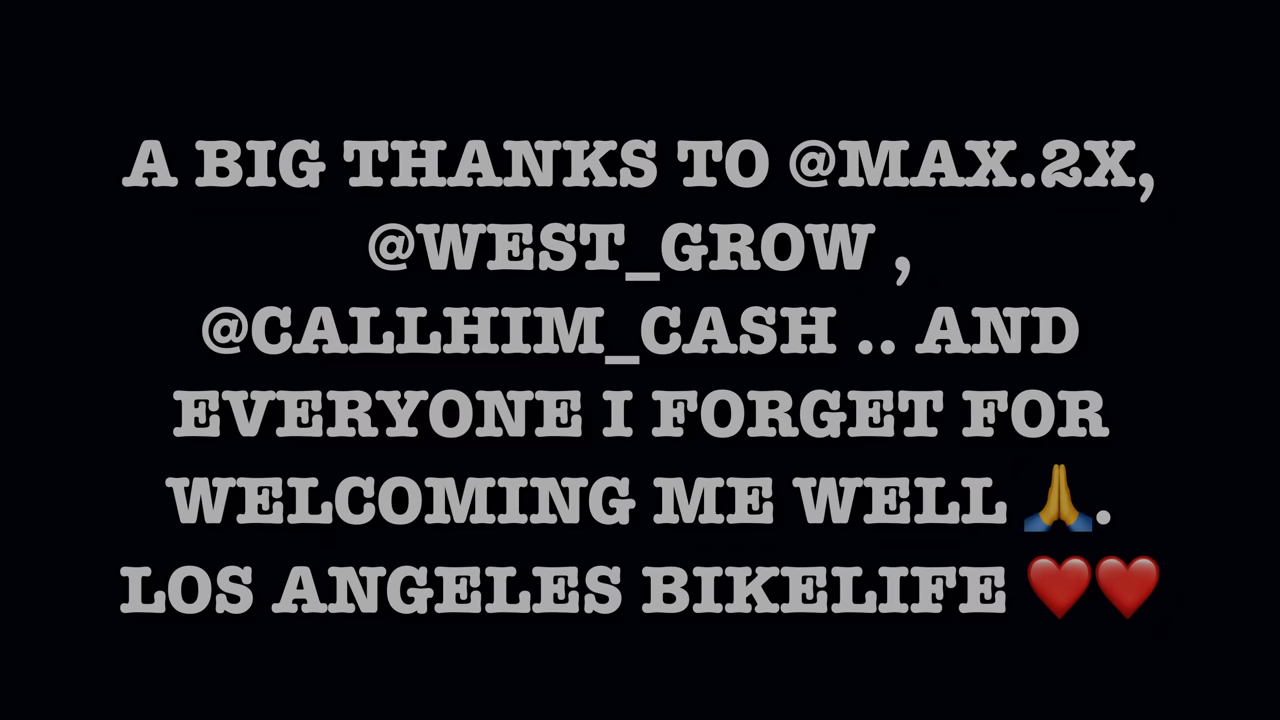 A BIG THANKS TO @MAX.2X,
@WEST_GROW ,
@CALLHIM_CASH .. AND
EVERYONE I FORGET FOR
WELCOMING ME WELL 🙏.
LOS ANGELES BIKELIFE ❤️❤️